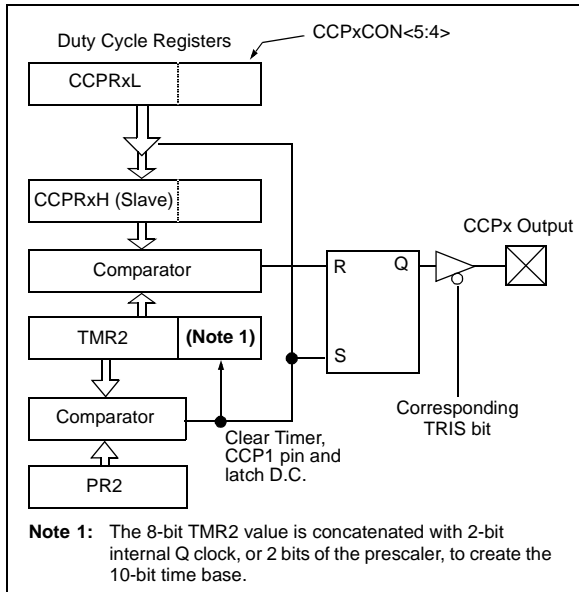 Duty Cycle Registers
CCPxCON<5:4>
CCPRxL
CCPRxH (Slave)
CCPx Output
Comparator
R
Q
TMR2
(Note 1)
S
Comparator
Clear Timer,
CCP1 pin and
latch D.C.
Corresponding
TRIS bit
PR2
Note 1: The 8-bit TMR2 value is concatenated with 2-bit
internal Q clock, or 2 bits of the prescaler, to create the
10-bit time base.